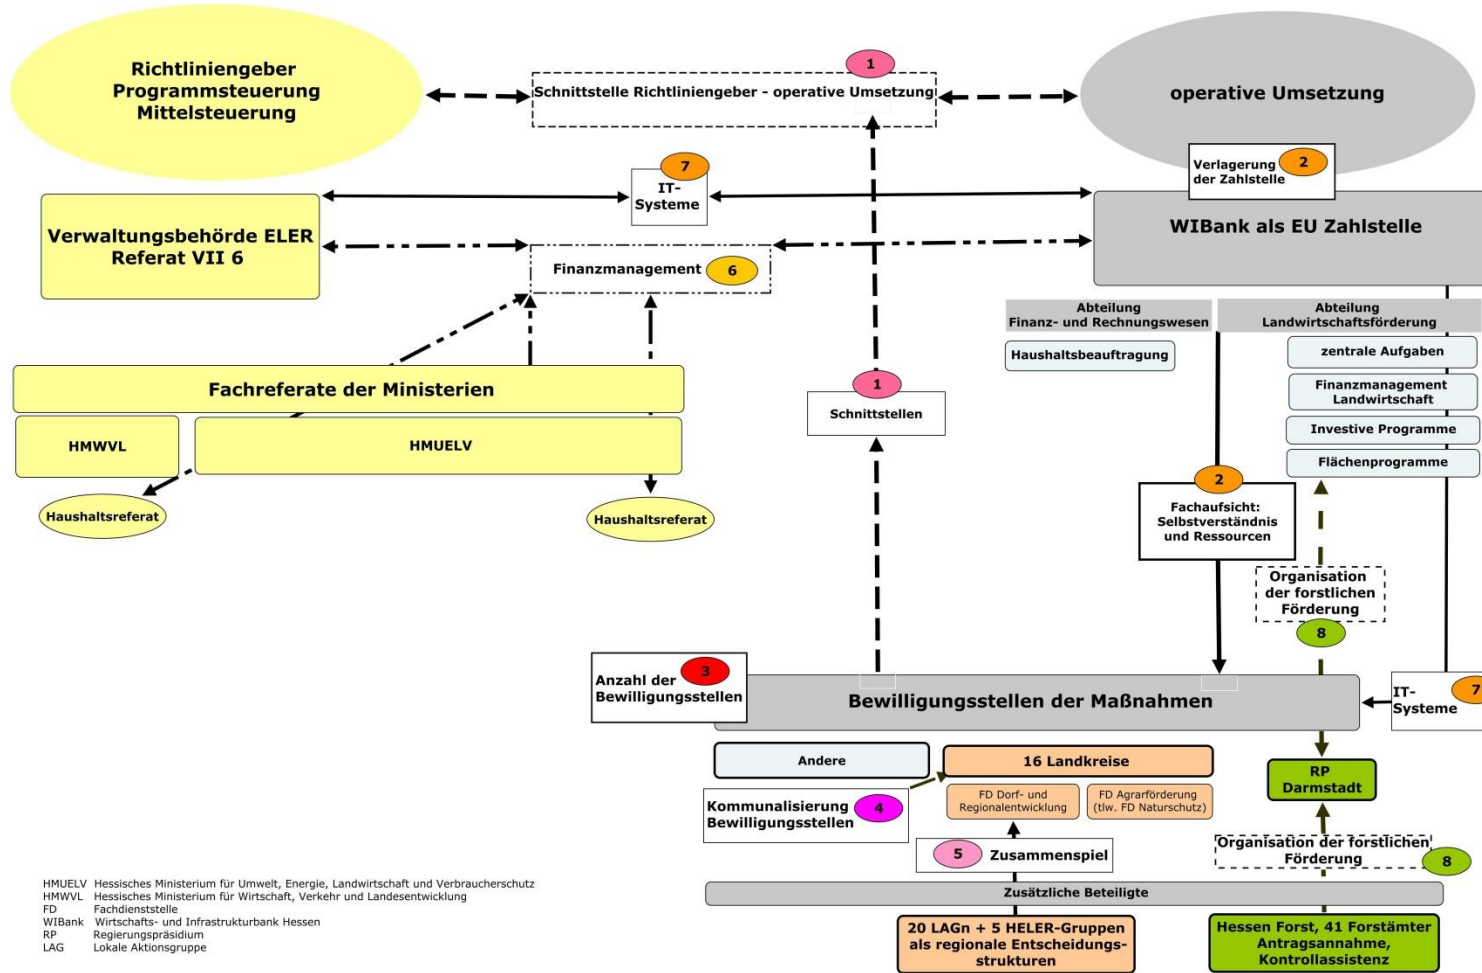 Richtliniengeber
Programmsteuerung
Mittelsteuerung
1
Schnittstelle Richtliniengeber - operative Umsetzung
operative Umsetzung
Verlagerung
der Zahlstelle
2
7
IT-
Systeme
Verwaltungsbehörde ELER
Referat VII 6
WIBank als EU Zahlstelle
Finanzmanagement
6
Abteilung
Finanz- und Rechnungswesen
Abteilung
Landwirtschaftsförderung
Haushaltsbeauftragung
zentrale Aufgaben
Finanzmanagement
Landwirtschaft
Investive Programme
Flächenprogramme
Fachreferate der Ministerien
HMWVL
HMUELV
Haushaltsreferat
Haushaltsreferat
1
Schnittstellen
2
Fachaufsicht:
Selbstverständnis
und Ressourcen
Organisation
der forstlichen
Förderung
8
Anzahl der
Bewilligungsstellen
3
Bewilligungsstellen der Maßnahmen
IT-
Systeme
7
Andere
16 Landkreise
RP
Darmstadt
Kommunalisierung
Bewilligungsstellen
4
FD Dorf- und
Regionalentwicklung
FD Agrarförderung
(tlw. FD Naturschutz)
5
Zusammenspiel
Organisation der forstlichen
Förderung
8
Zusätzliche Beteiligte
20 LAGn + 5 HELER-Gruppen
als regionale Entscheidungs-
strukturen
Hessen Forst, 41 Forstämter
Antragsannahme,
Kontrollassistenz
HMUELV Hessisches Ministerium für Umwelt, Energie, Landwirtschaft und Verbraucherschutz
HMWVL Hessisches Ministerium für Wirtschaft, Verkehr und Landesentwicklung
FD Fachdienststelle
WIBank Wirtschafts- und Infrastrukturbank Hessen
RP Regierungspräsidium
LAG Lokale Aktionsgruppe